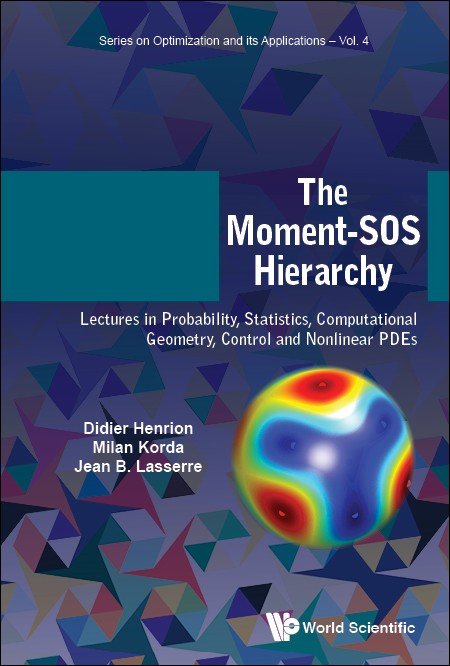 Series on Optimization and its Applications – Vol. 4
The
Moment-SOS
Hierarchy
Lectures in Probability, Statistics, Computational
Geometry, Control and Nonlinear PDEs
Didier Henrion
Milan Korda
Jean B. Lasserre
World Scientific